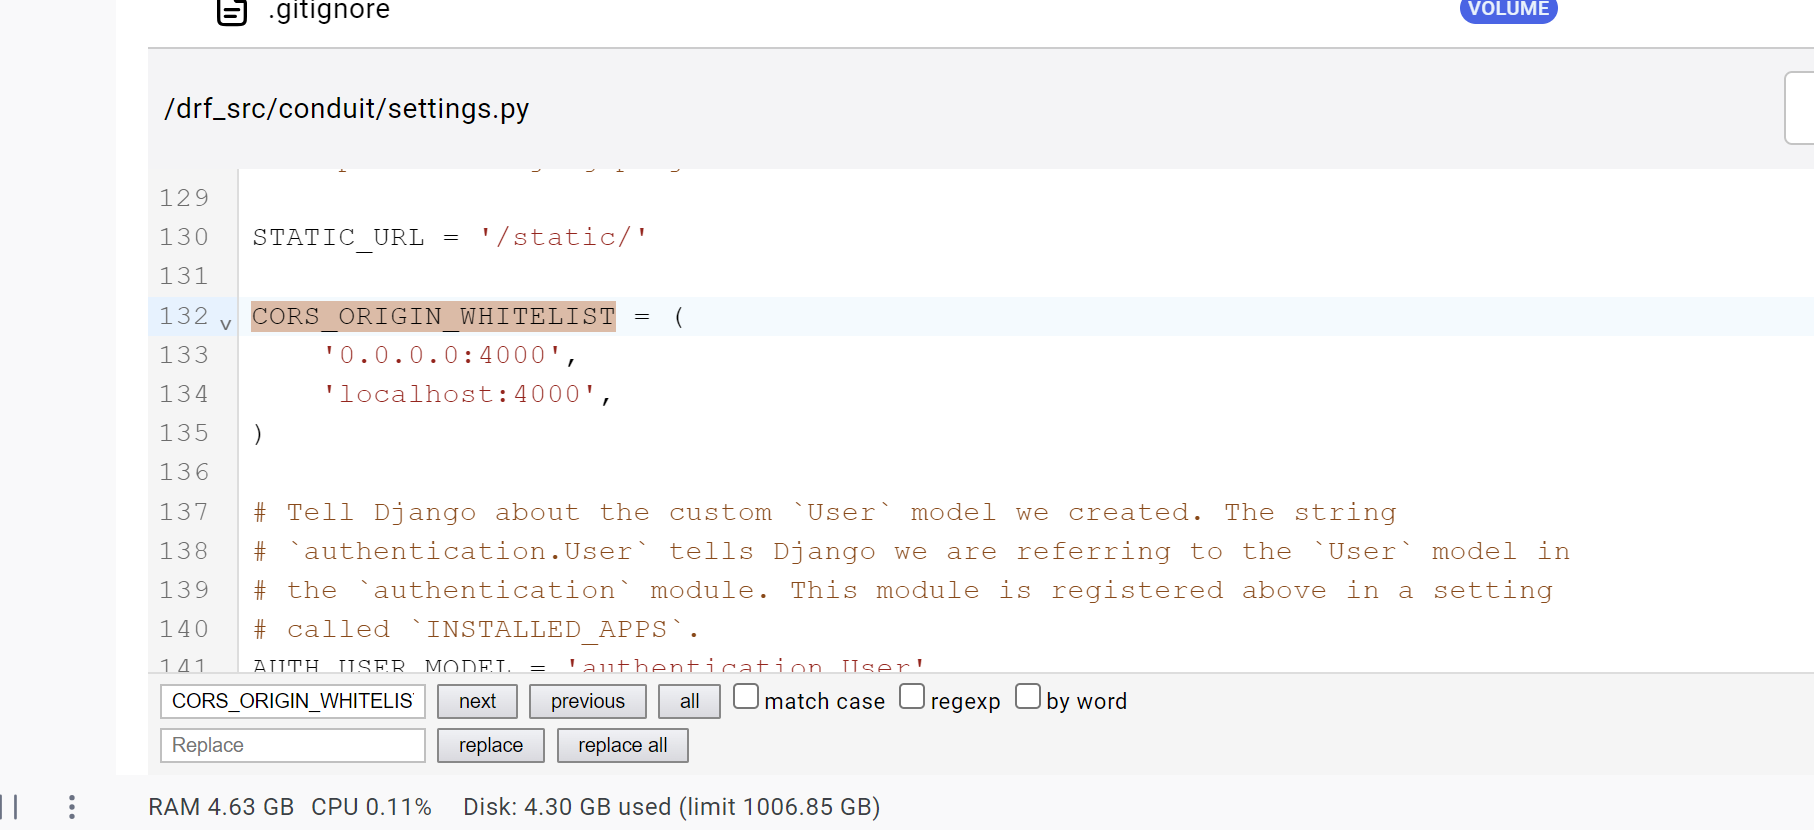 .gitignore
VOLUME
/drf_src/conduit/settings.py
129
130 STATIC_URL = '/static/'
131
132 v CORS_ORIGIN_WHITELIST = (
133     '0.0.0.0:4000',
134     'localhost:4000',
135 )
136
137 # Tell Django about the custom `User` model we created. The string
138 # `authentication.User` tells Django we are referring to the `User` model in
139 # the `authentication` module. This module is registered above in a setting
140 # called `INSTALLED_APPS`.
141 AUTH_USER_MODEL = 'authentication.User'
CORS_ORIGIN_WHITELIS next previous all match case regexp by word
Replace replace replace all
RAM 4.63 GB CPU 0.11% Disk: 4.30 GB used (limit 1006.85 GB)